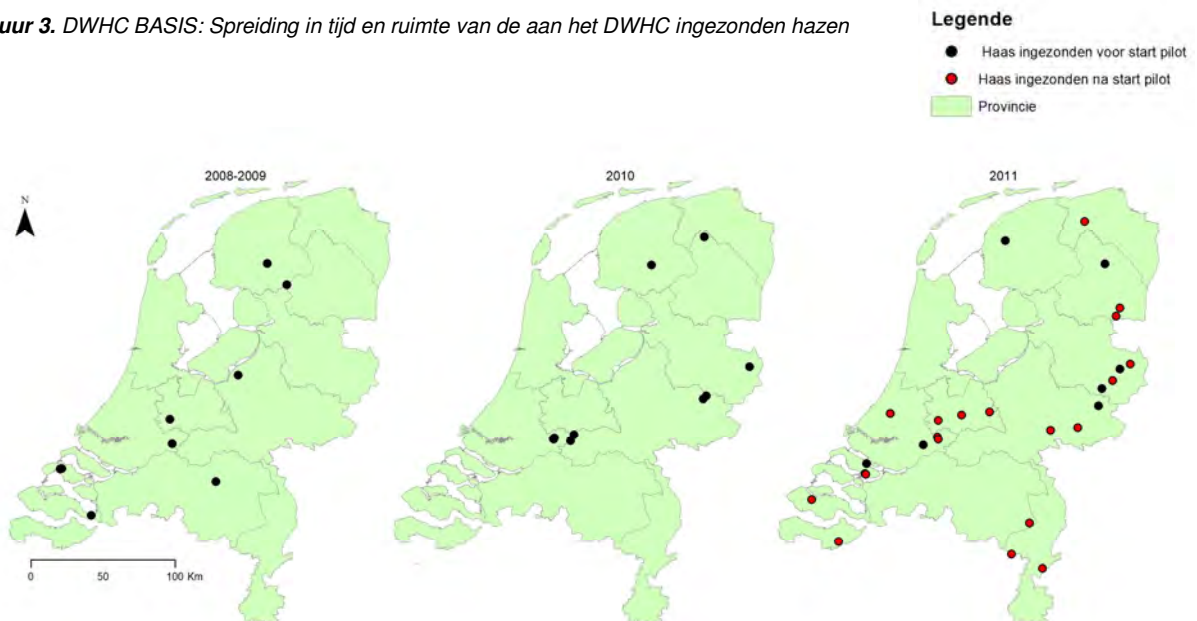 uur 3. DWHC BASIS: Spreiding in tijd en ruimte van de aan het DWHC ingezonden hazen
Legende
Haas ingezonden voor start pilot
Haas ingezonden na start pilot
Provincie
2008-2009
2010
2011
N
0 50 100 Km